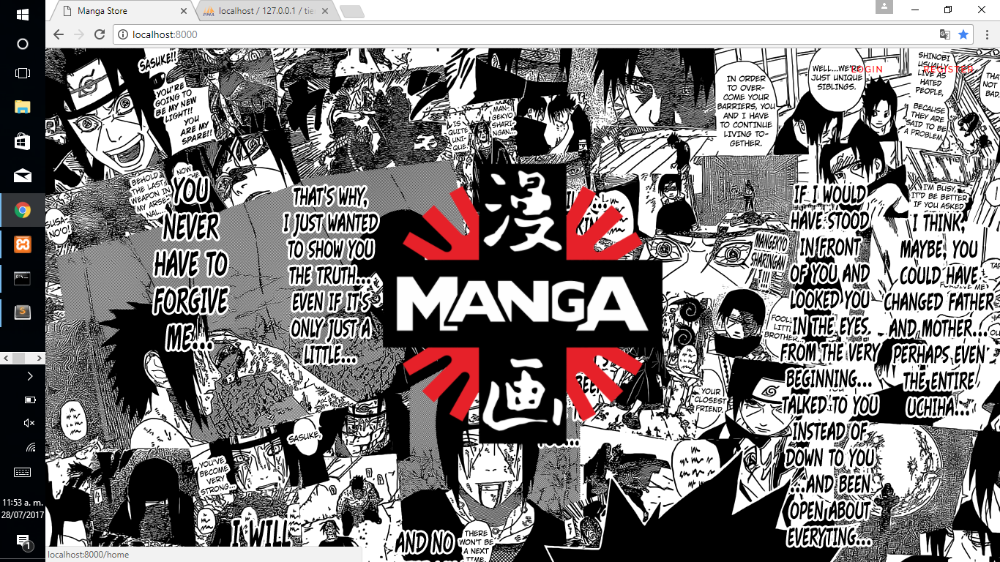 Manga Store
localhost / 127.0.0.1 / tie
localhost:8000
LOGIN
REGISTER
SASUKE!!
YOU'RE
GOING TO
BE MY NEW
LIGHT!!
YOU
ARE MY
SPARE!!
IS
QUITE
UNI-
QUE.
MAN-
GEKYO
SHARI-
NGAN...
IN ORDER
TO OVER-
COME YOUR
BARRIERS, YOU
AND I HAVE
TO CONTINUE
LIVING TO-
GETHER.
WELL...WE'RE
JUST UNIQUE
SIBLINGS.
SHINOBI
USUALLY
LIVE AS
HATED
PEOPLE,
BECAUSE
THEY ARE
SAID TO BE
A PROBLEM.
THA
NOT
BAD
BEHOLD
THE LAST
WEAPON IN
MY ARSE-
NAL...
NOW
SUSA-
NO'O!
YOU
NEVER
HAVE TO
FORGIVE
ME...
THAT'S WHY,
I JUST WANTED
TO SHOW YOU
THE TRUTH...
EVEN IF IT'S
ONLY JUST A
LITTLE...
漫
MANGA
画
MANGEKYO
SHARINGAN
!!!!
I'M BUSY,
IT'D BE BETTER
IF YOU ASKED
IF I WOULD
HAVE STOOD
IN FRONT
OF YOU AND
LOOKED YOU
IN THE EYES.
FROM THE VERY
BEGINNING...
TALKED TO YOU
INSTEAD OF
DOWN TO YOU
...AND BEEN
OPEN ABOUT
EVERYTING...
I THINK,
MAYBE, YOU
COULD HAVE
CHANGED FATHER
AND MOTHER...
PERHAPS EVEN
THE ENTIRE
UCHIHA...
FOOL
LITTL
BROTHER...
YOUR
CLOSEST
FRIEND.
SASUKE,
YOU'VE
BECOME
VERY
STRONG...
I WILL
AND NO
THERE
WON'T BE
A NEXT
TIME.
11:53 a. m.
28/07/2017
1
localhost:8000/home